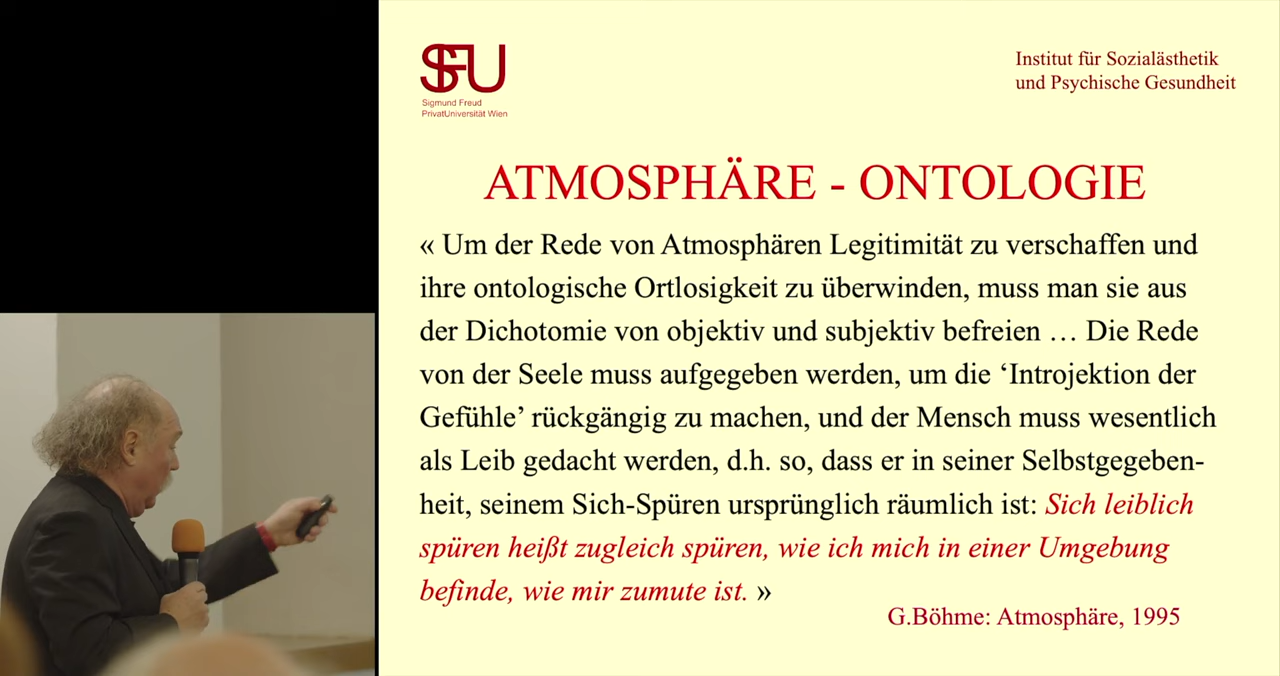 SFU
Sigmund Freud
PrivatUniversität Wien
Institut für Sozialästhetik
und Psychische Gesundheit
ATMOSPHÄRE - ONTOLOGIE
« Um der Rede von Atmosphären Legitimität zu verschaffen und
ihre ontologische Ortlosigkeit zu überwinden, muss man sie aus
der Dichotomie von objektiv und subjektiv befreien … Die Rede
von der Seele muss aufgegeben werden, um die ‘Introjektion der
Gefühle’ rückgängig zu machen, und der Mensch muss wesentlich
als Leib gedacht werden, d.h. so, dass er in seiner Selbstgegeben-
heit, seinem Sich-Spüren ursprünglich räumlich ist: Sich leiblich
spüren heißt zugleich spüren, wie ich mich in einer Umgebung
befinde, wie mir zumute ist. »
G.Böhme: Atmosphäre, 1995